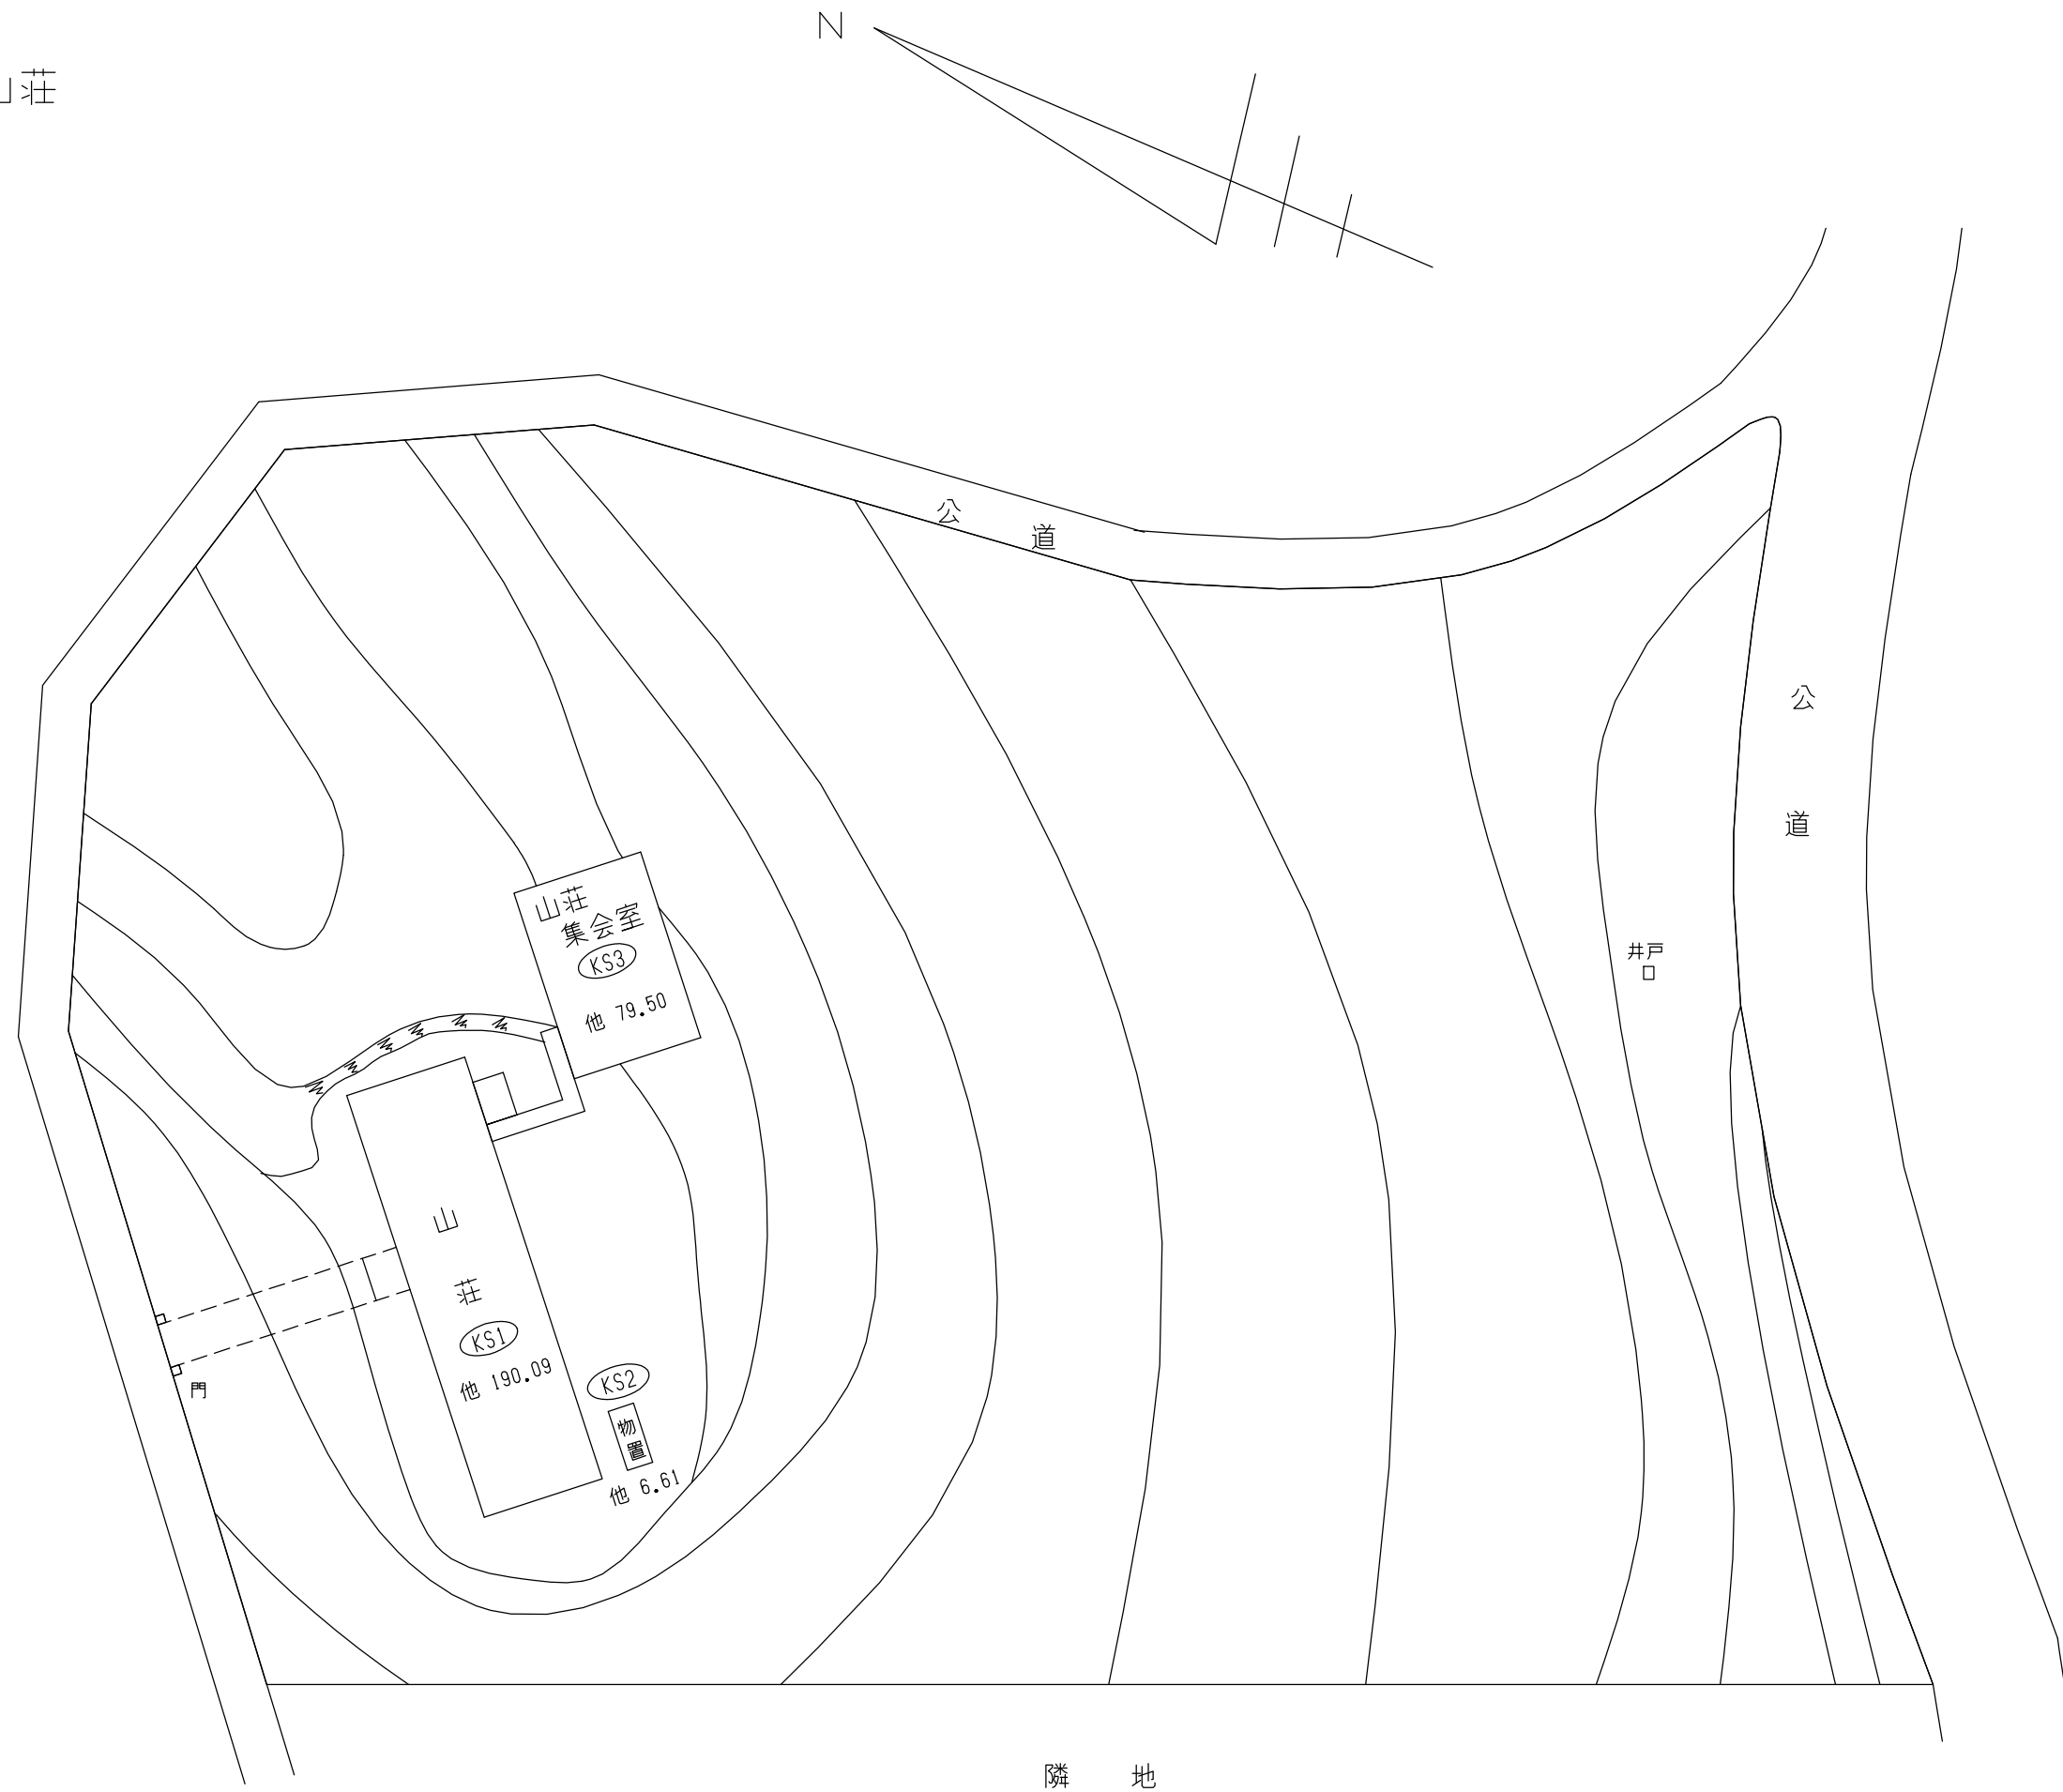 N
山荘
公道
公道
山荘
集会室
KS3
他 79.50
井戸
山荘
KS1
他 190.09
KS2
物置
他 6.61
門
隣地